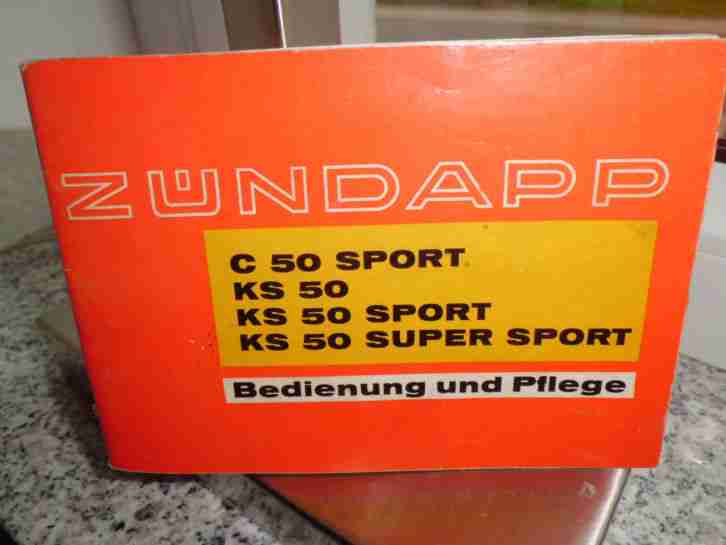 ZÜNDAPP
C 50 SPORT
KS 50
KS 50 SPORT
KS 50 SUPER SPORT
Bedienung und Pflege